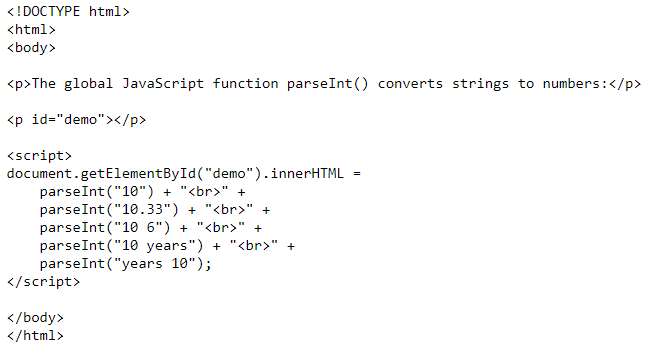 <!DOCTYPE html>
<html>
<body>

<p>The global JavaScript function parseInt() converts strings to numbers:</p>

<p id="demo"></p>

<script>
document.getElementById("demo").innerHTML =
    parseInt("10") + "<br>" +
    parseInt("10.33") + "<br>" +
    parseInt("10 6") + "<br>" +
    parseInt("10 years") + "<br>" +
    parseInt("years 10");
</script>

</body>
</html>